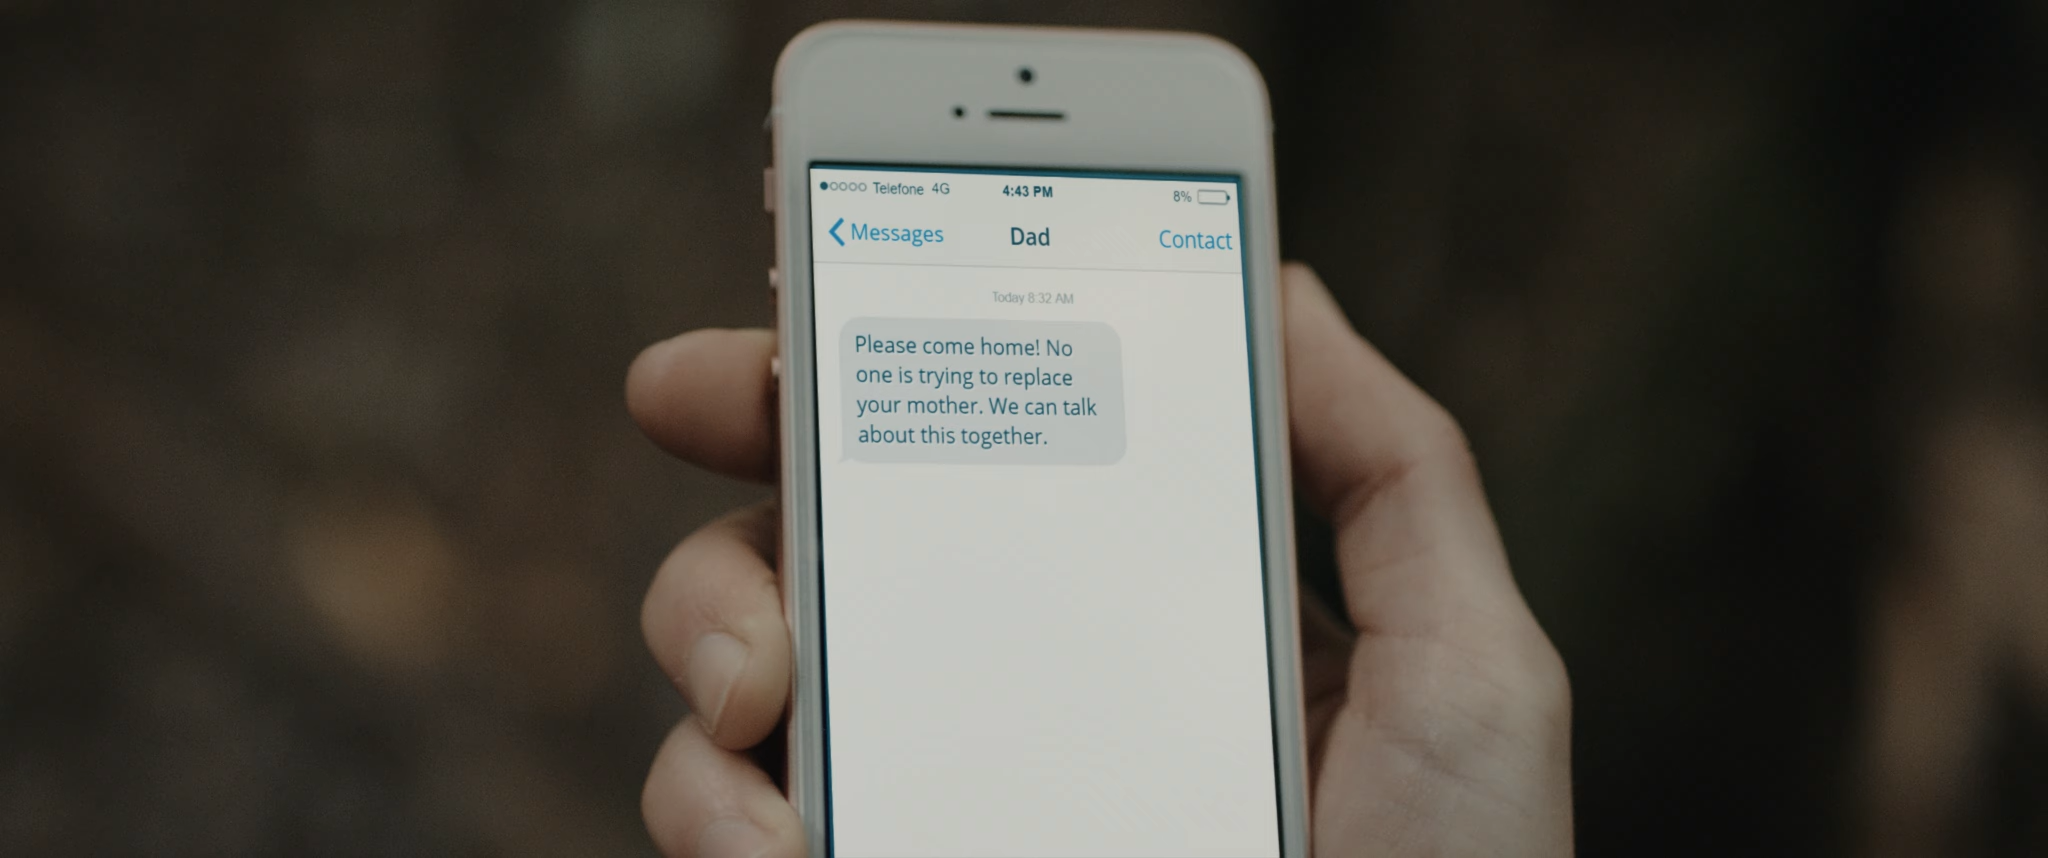 Telefone 4G 4:43 PM 8%
Messages Dad Contact
Today 8:32 AM
Please come home! No
one is trying to replace
your mother. We can talk
about this together.